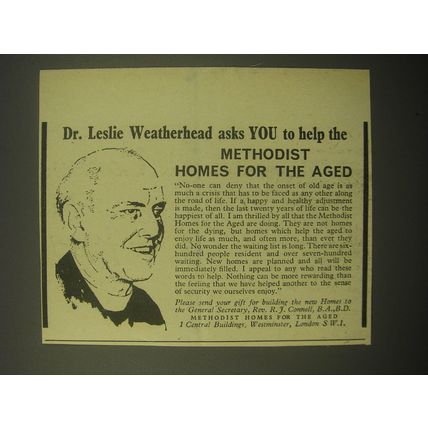 Dr. Leslie Weatherhead asks YOU to help the
METHODIST
HOMES FOR THE AGED
"No-one can deny that the onset of old age is as
much a crisis that has to be faced as any other along
the road of life. If a happy and healthy adjustment
is made, then the last twenty years of life can be the
happiest of all. I am thrilled by all that the Methodist
Homes for the Aged are doing. They are not homes
for the dying, but homes which help the aged to
enjoy life as much, and often more, than ever they
did. No wonder the waiting list is long. There are six-
hundred people resident and over seven-hundred
waiting. New homes are planned and all will be
immediately filled. I appeal to any who read these
words to help. Nothing can be more rewarding than
the feeling that we have helped another to the sense
of security we ourselves enjoy."
Please send your gift for building the new Homes to
the General Secretary, Rev. R. J. Connell, B.A., B.D.
METHODIST HOMES FOR THE AGED
1 Central Buildings, Westminster, London S.W.1.